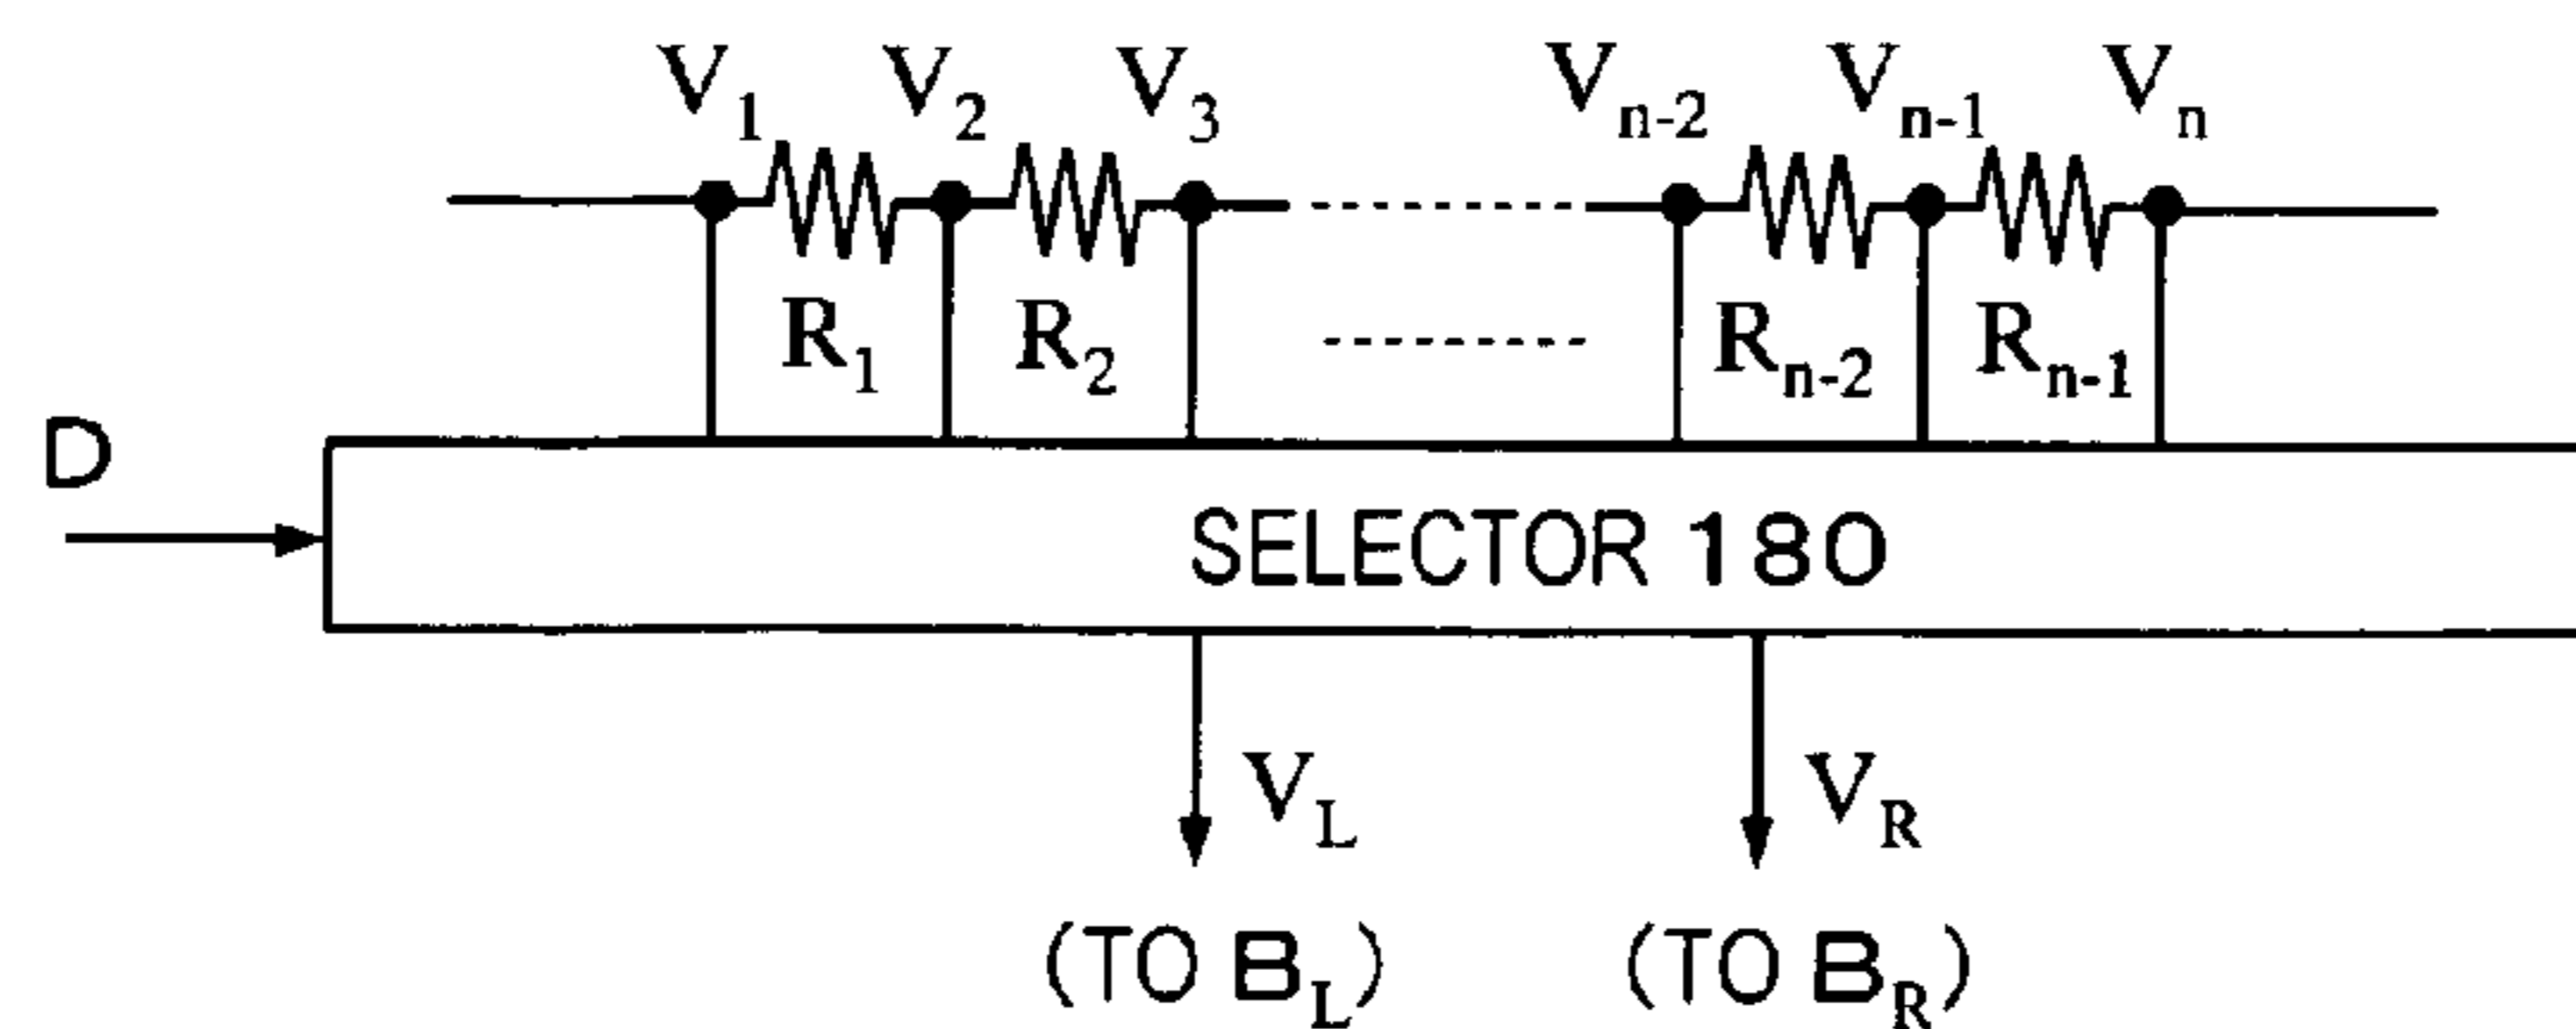 V1 V2 V3 Vn-2 Vn-1 Vn
R1 R2 Rn-2 Rn-1
D
SELECTOR 180
VL VR
(TO BL) (TO BR)